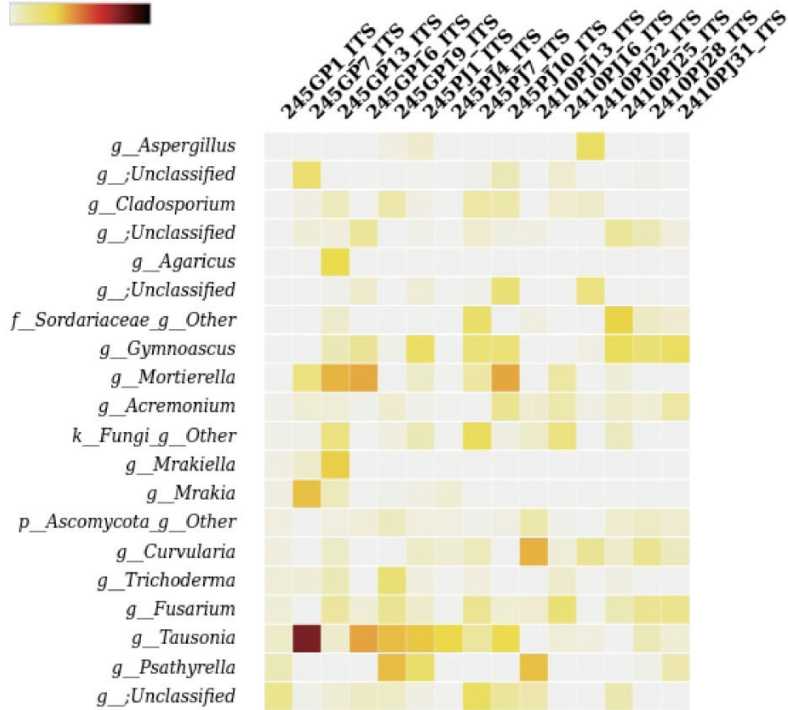 245GP1_ITS
245GP7_ITS
245GP13_ITS
245GP16_ITS
245GP19_ITS
245PJ1_ITS
245PJ4_ITS
245PJ7_ITS
245PJ10_ITS
2410PJ13_ITS
2410PJ16_ITS
2410PJ22_ITS
2410PJ25_ITS
2410PJ28_ITS
2410PJ31_ITS
g__Aspergillus
g__;Unclassified
g__Cladosporium
g__;Unclassified
g__Agaricus
g__;Unclassified
f__Sordariaceae_g__Other
g__Gymnoascus
g__Mortierella
g__Acremonium
k__Fungi_g__Other
g__Mrakiella
g__Mrakia
p__Ascomycota_g__Other
g__Curvularia
g__Trichoderma
g__Fusarium
g__Tausonia
g__Psathyrella
g__;Unclassified